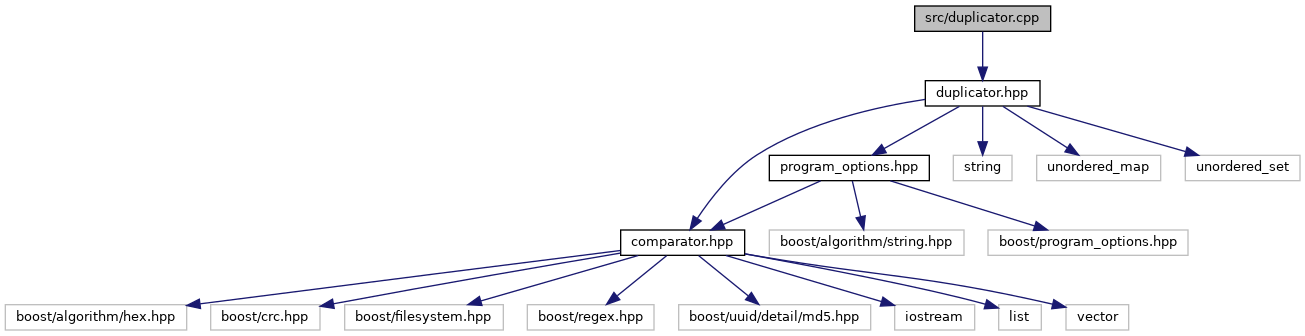 src/duplicator.cpp
duplicator.hpp
program_options.hpp
string
unordered_map
unordered_set
comparator.hpp
boost/algorithm/string.hpp
boost/program_options.hpp
boost/algorithm/hex.hpp
boost/crc.hpp
boost/filesystem.hpp
boost/regex.hpp
boost/uuid/detail/md5.hpp
iostream
list
vector